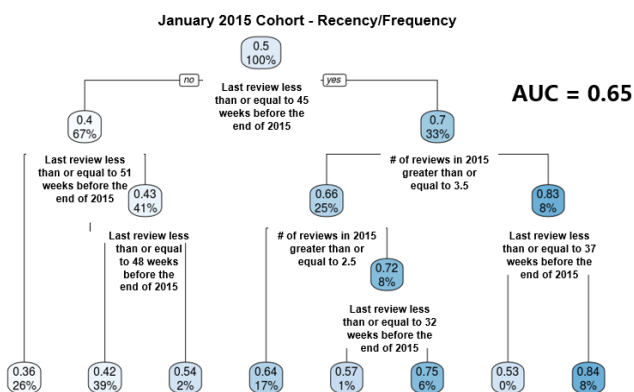 January 2015 Cohort - Recency/Frequency
0.5
100%
no
yes
Last review less
than or equal to 45
weeks before the
end of 2015
AUC = 0.65
0.4
67%
0.7
33%
Last review less
than or equal to 51
weeks before the
end of 2015
# of reviews in 2015
greater than or
equal to 3.5
0.43
41%
0.66
25%
0.83
8%
Last review less
than or equal
to 48 weeks
before the
end of 2015
# of reviews in 2015
greater than or
equal to 2.5
Last review less
than or equal to 37
weeks before the
end of 2015
0.72
8%
Last review less
than or equal to 32
weeks before the
end of 2015
0.36
26%
0.42
39%
0.54
2%
0.64
17%
0.57
1%
0.75
6%
0.53
0%
0.84
8%